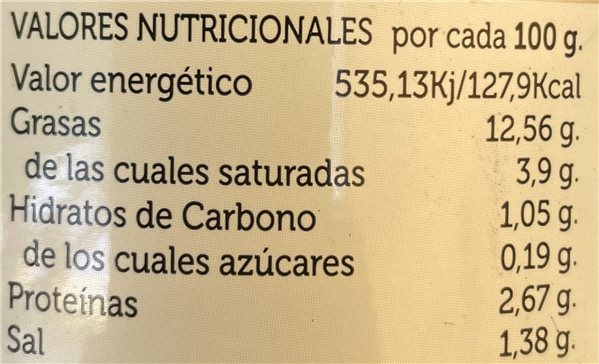 VALORES NUTRICIONALES por cada 100 g.
Valor energético 535,13Kj/127,9Kcal
Grasas 12,56 g.
de las cuales saturadas 3,9 g.
Hidratos de Carbono 1,05 g.
de los cuales azúcares 0,19 g.
Proteínas 2,67 g.
Sal 1,38 g.